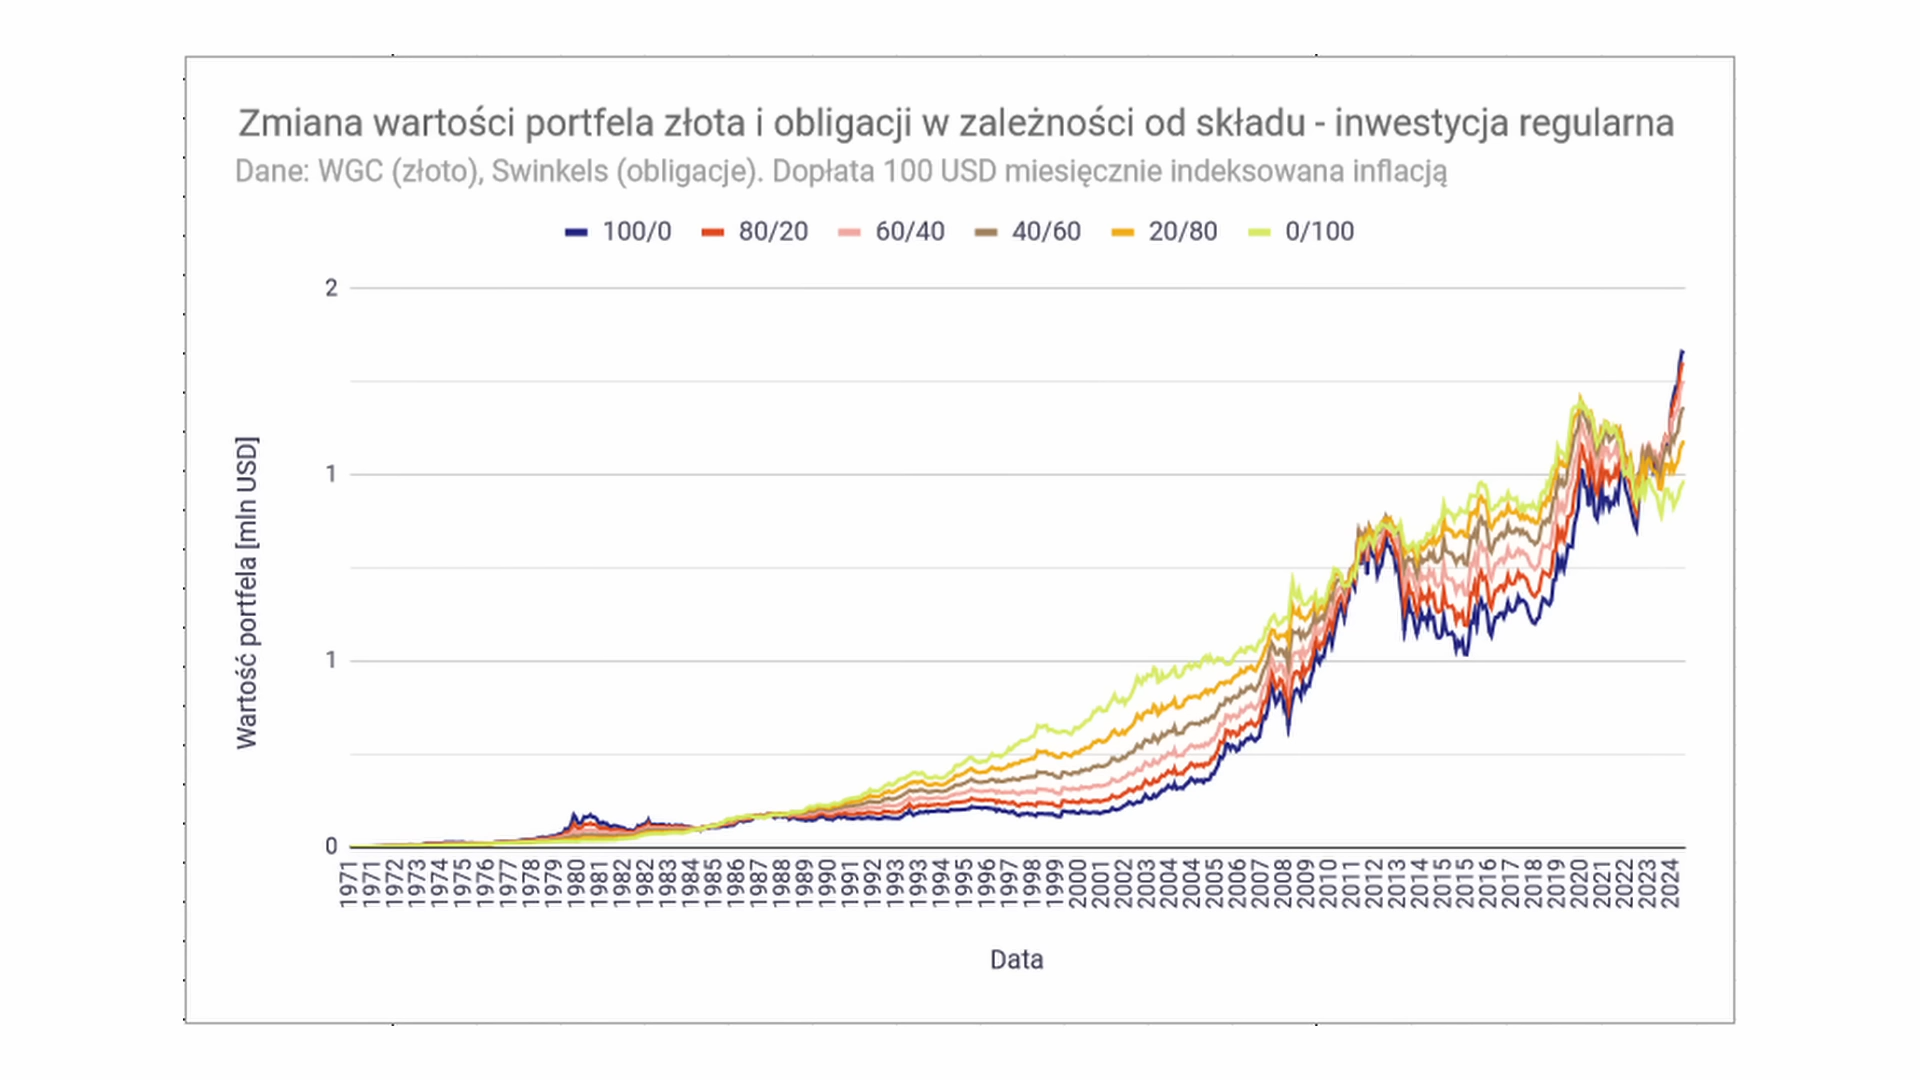 Zmiana wartości portfela złota i obligacji w zależności od składu - inwestycja regularna
Dane: WGC (złoto), Swinkels (obligacje). Dopłata 100 USD miesięcznie indeksowana inflacją
100/0 80/20 60/40 40/60 20/80 0/100
Wartość portfela [mln USD]
2
1
1
0
1971 1971 1972 1973 1974 1975 1976 1977 1978 1979 1980 1981 1982 1982 1983 1984 1985 1986 1987 1988 1989 1990 1991 1992 1993 1993 1994 1995 1996 1997 1998 1999 2000 2001 2002 2003 2004 2004 2005 2006 2007 2008 2009 2010 2011 2012 2013 2014 2015 2015 2016 2017 2018 2019 2020 2021 2022 2023 2024
Data